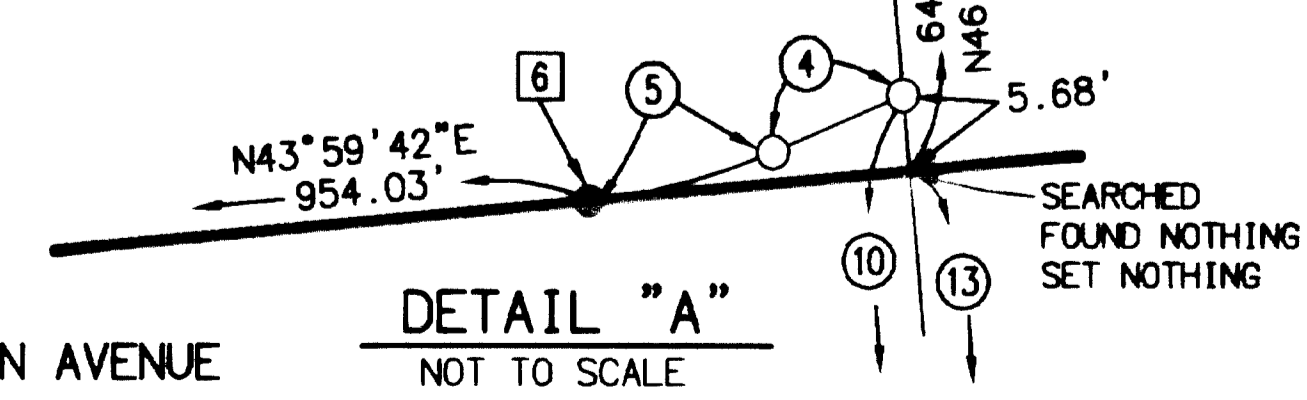 64
N46
6
5
4
5.68'
N43°59'42"E
954.03'
SEARCHED
FOUND NOTHING
SET NOTHING
10
13
DETAIL "A"
NOT TO SCALE
N AVENUE